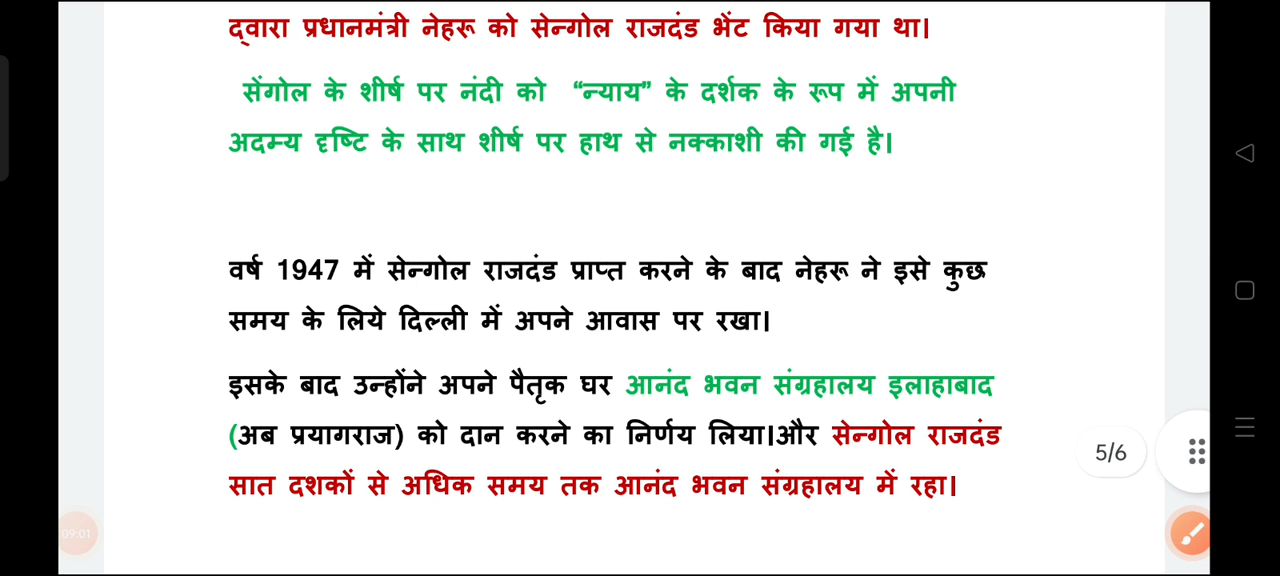 द्वारा प्रधानमंत्री नेहरू को सेन्गोल राजदंड भेंट किया गया था।
सेंगोल के शीर्ष पर नंदी को “न्याय” के दर्शक के रूप में अपनी
अदम्य दृष्टि के साथ शीर्ष पर हाथ से नक्काशी की गई है।
वर्ष 1947 में सेन्गोल राजदंड प्राप्त करने के बाद नेहरू ने इसे कुछ
समय के लिये दिल्ली में अपने आवास पर रखा।
इसके बाद उन्होंने अपने पैतृक घर आनंद भवन संग्रहालय इलाहाबाद
(अब प्रयागराज) को दान करने का निर्णय लिया।और सेन्गोल राजदंड
सात दशकों से अधिक समय तक आनंद भवन संग्रहालय में रहा।
5/6
09:01